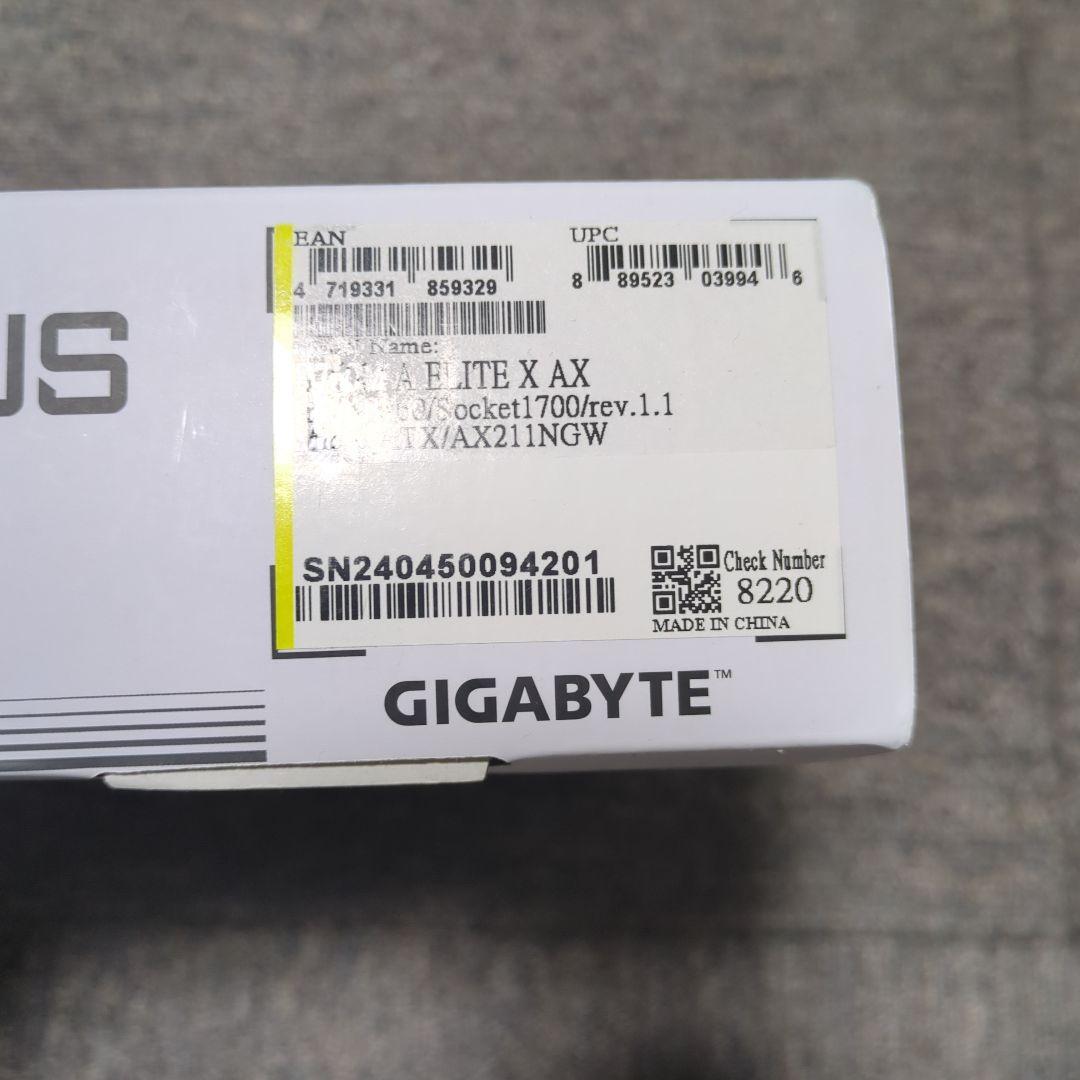 US
EAN
UPC
4 719331 859329
8 89523 03994 6
Name:
A ELITE X AX
/Socket1700/rev.1.1
ATX/AX211NGW
SN240450094201
Check Number
8220
MADE IN CHINA
GIGABYTE™